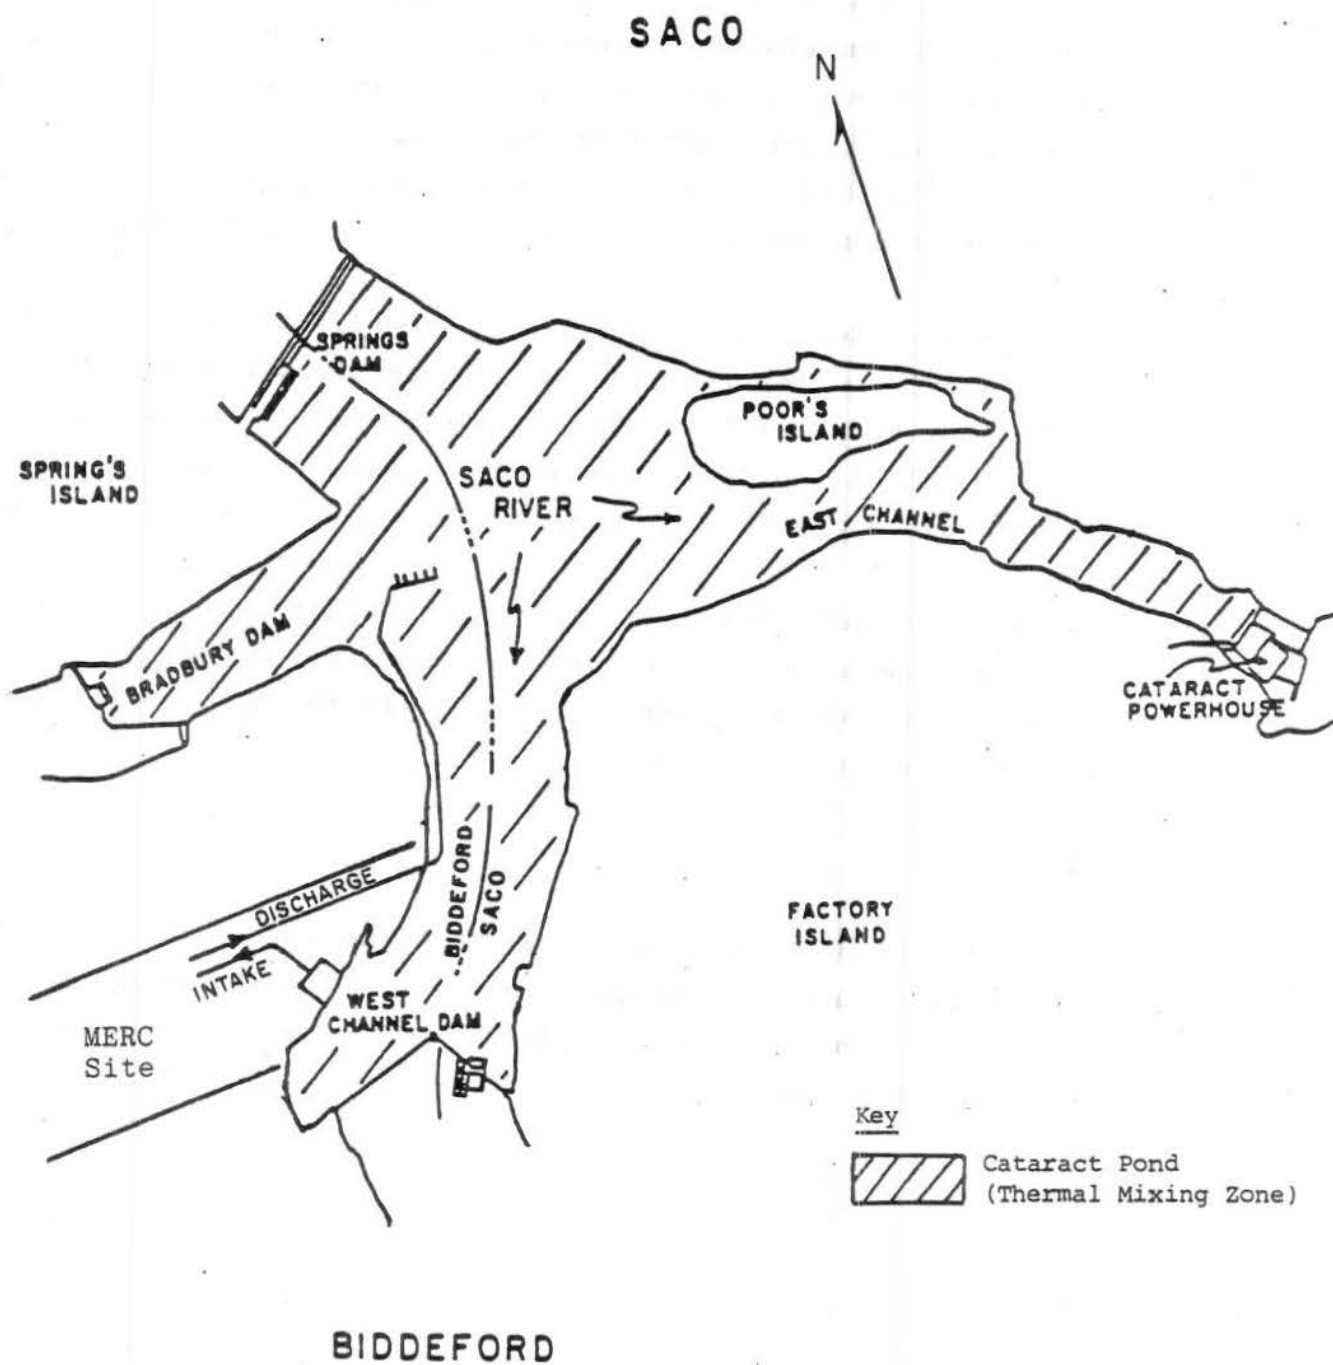 SACO
N
SPRINGS
DAM
POOR'S
ISLAND
SPRING'S
ISLAND
SACO
RIVER
EAST CHANNEL
BRADBURY DAM
CATARACT
POWERHOUSE
BIDDEFORD
SACO
DISCHARGE
FACTORY
ISLAND
INTAKE
WEST
CHANNEL DAM
MERC
Site
Key
Cataract Pond
(Thermal Mixing Zone)
BIDDEFORD